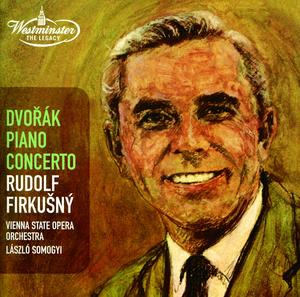 Westminster
THE LEGACY
DVOŘÁK
PIANO
CONCERTO
RUDOLF
FIRKUŠNÝ
VIENNA STATE OPERA
ORCHESTRA
LÁSZLÓ SOMOGYI